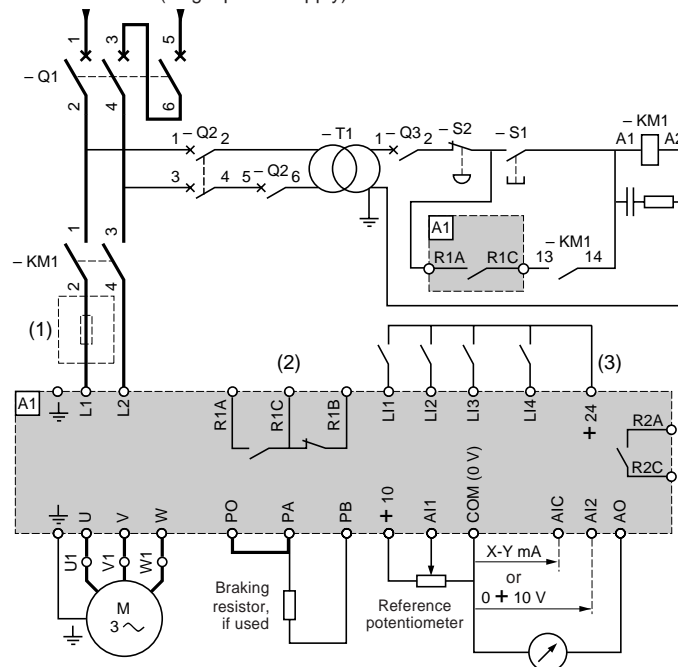 1 3 5
– Q1
2 4 6
1 – Q2 2
– T1
1 – Q3 2
– S2
– S1
– KM1
A1 A2
3 4 5 – Q2 6
A1
R1A R1C 13 – KM1 14
1 3
– KM1
2 4
(1)
(2)
(3)
A1
L1 L2 R1A R1C R1B LI1 LI2 LI3 LI4 + 24
R2A
R2C
U V W PO PA PB + 10 AI1 COM (0 V) AIC AI2 AO
U1 V1 W1
X-Y mA
or
0 + 10 V
M
3
Braking
resistor,
if used
Reference
potentiometer